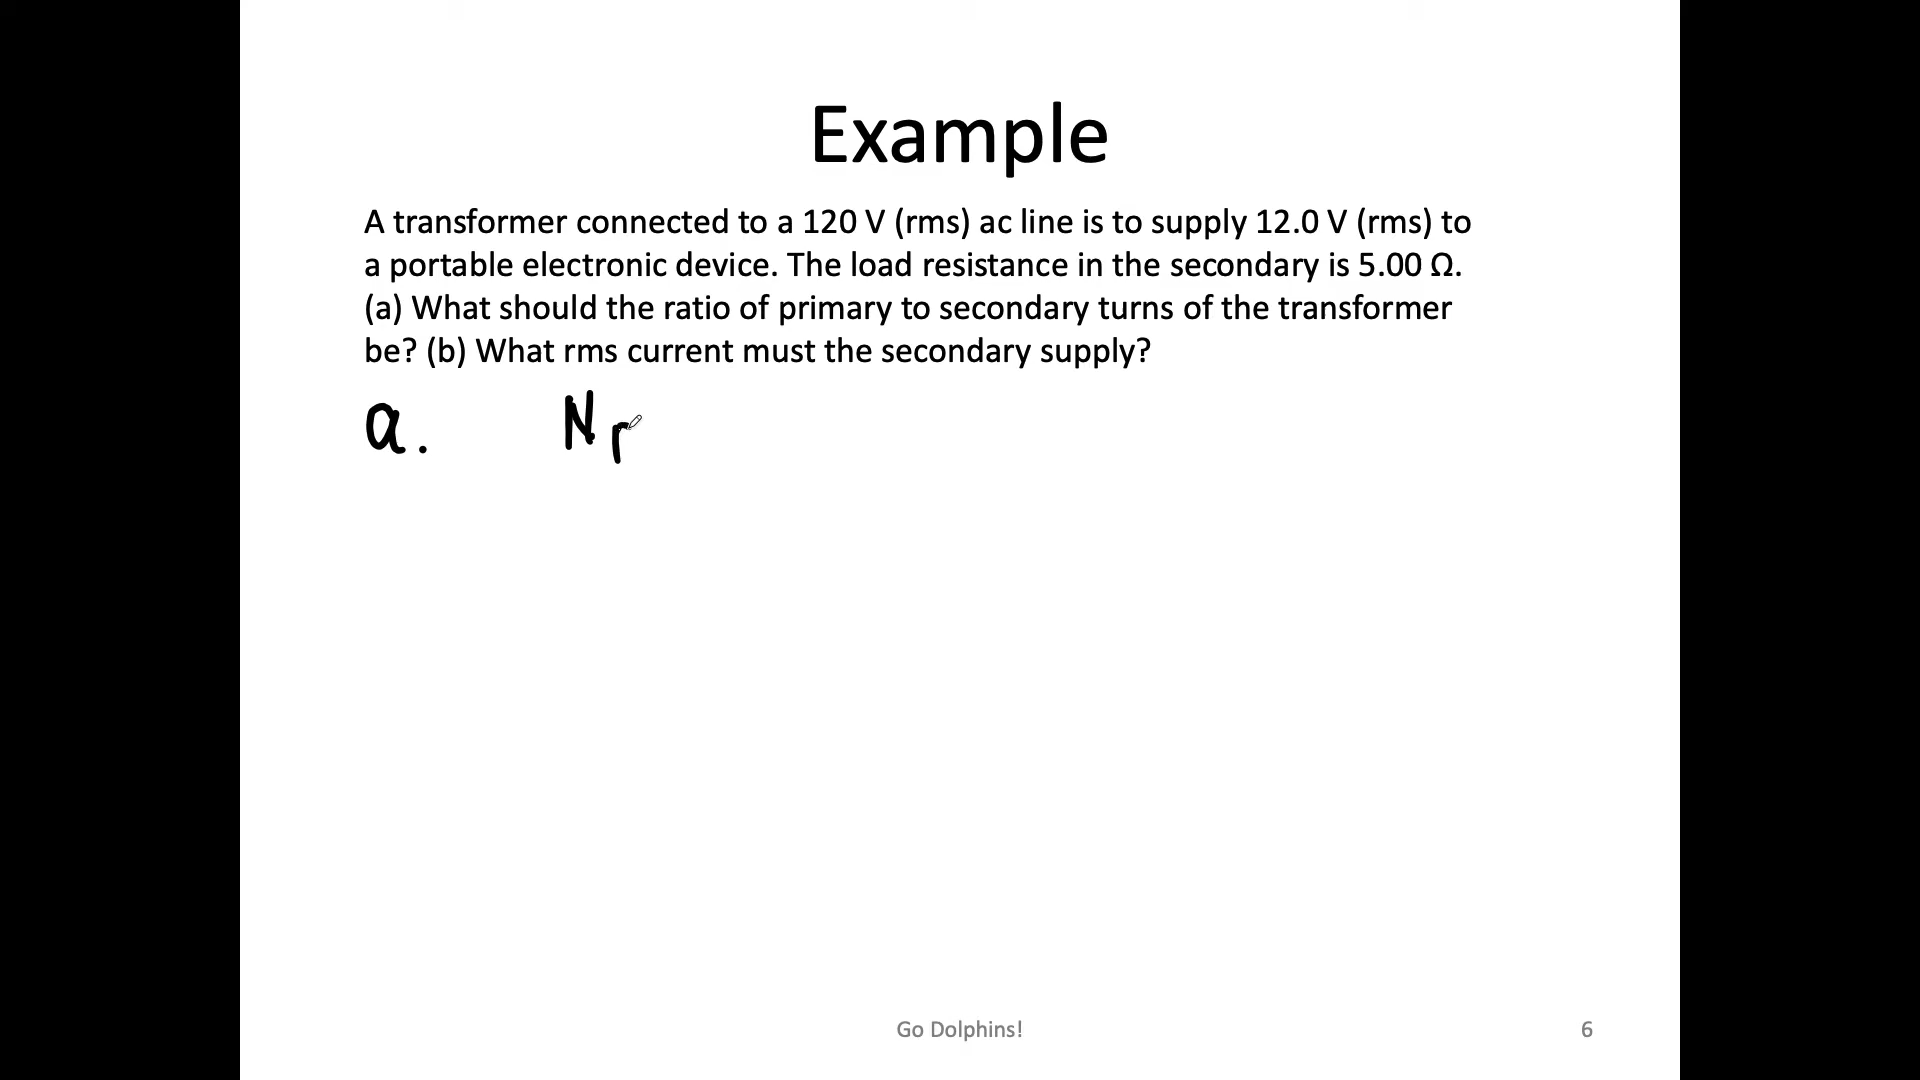 Example
A transformer connected to a 120 V (rms) ac line is to supply 12.0 V (rms) to
a portable electronic device. The load resistance in the secondary is 5.00 Ω.
(a) What should the ratio of primary to secondary turns of the transformer
be? (b) What rms current must the secondary supply?
a. N
Go Dolphins! 6